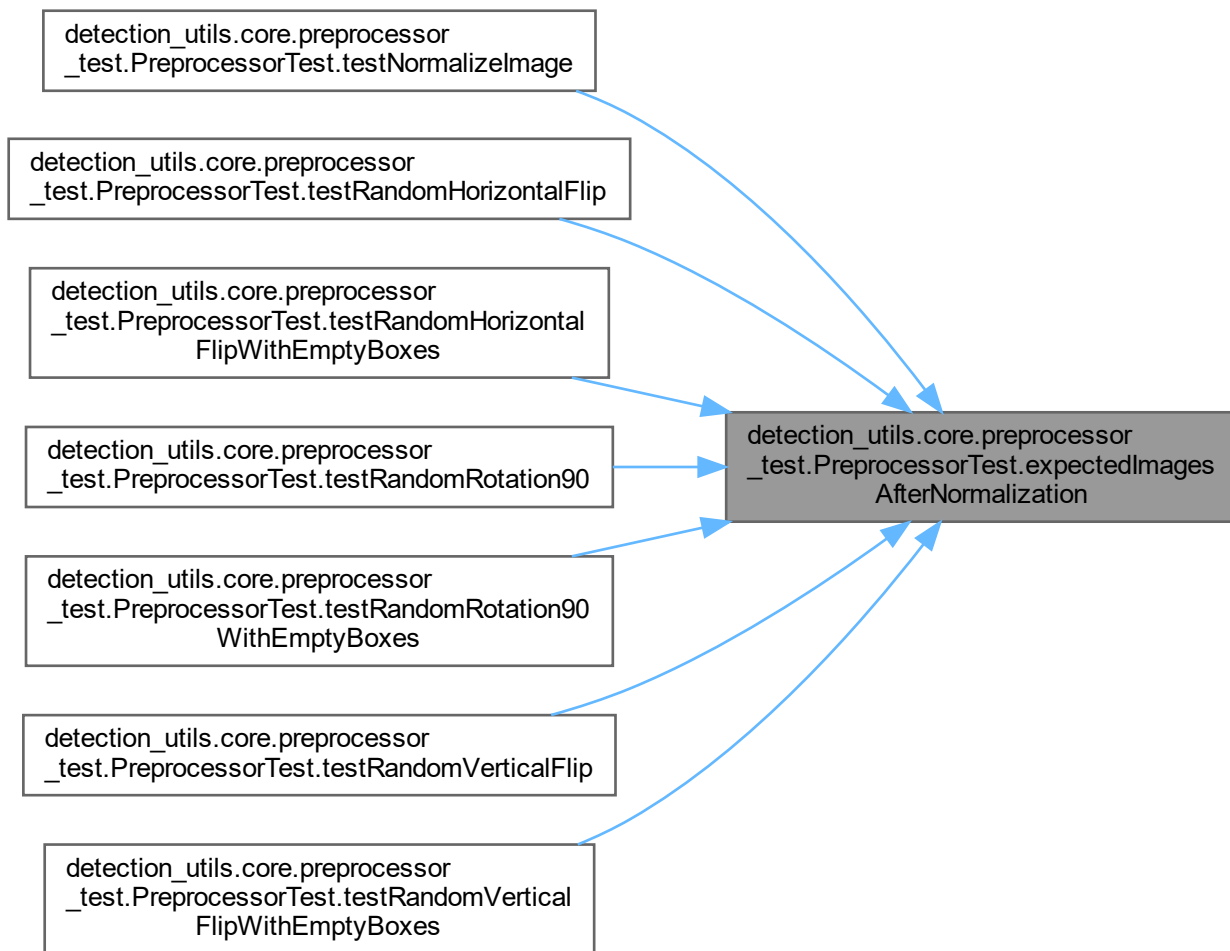 detection_utils.core.preprocessor
_test.PreprocessorTest.testNormalizeImage
detection_utils.core.preprocessor
_test.PreprocessorTest.testRandomHorizontalFlip
detection_utils.core.preprocessor
_test.PreprocessorTest.testRandomHorizontal
FlipWithEmptyBoxes
detection_utils.core.preprocessor
_test.PreprocessorTest.testRandomRotation90
detection_utils.core.preprocessor
_test.PreprocessorTest.testRandomRotation90
WithEmptyBoxes
detection_utils.core.preprocessor
_test.PreprocessorTest.testRandomVerticalFlip
detection_utils.core.preprocessor
_test.PreprocessorTest.testRandomVertical
FlipWithEmptyBoxes
detection_utils.core.preprocessor
_test.PreprocessorTest.expectedImages
AfterNormalization